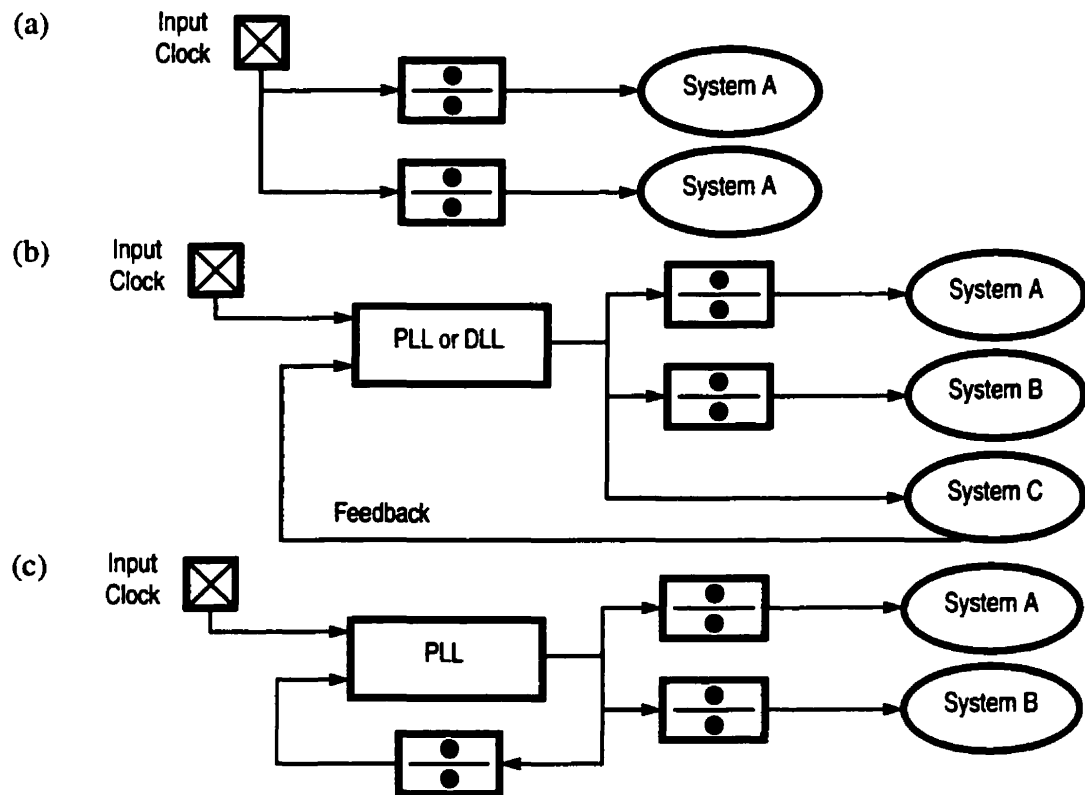 (a)
Input
Clock
System A
System A
(b)
Input
Clock
PLL or DLL
System A
System B
System C
Feedback
(c)
Input
Clock
PLL
System A
System B